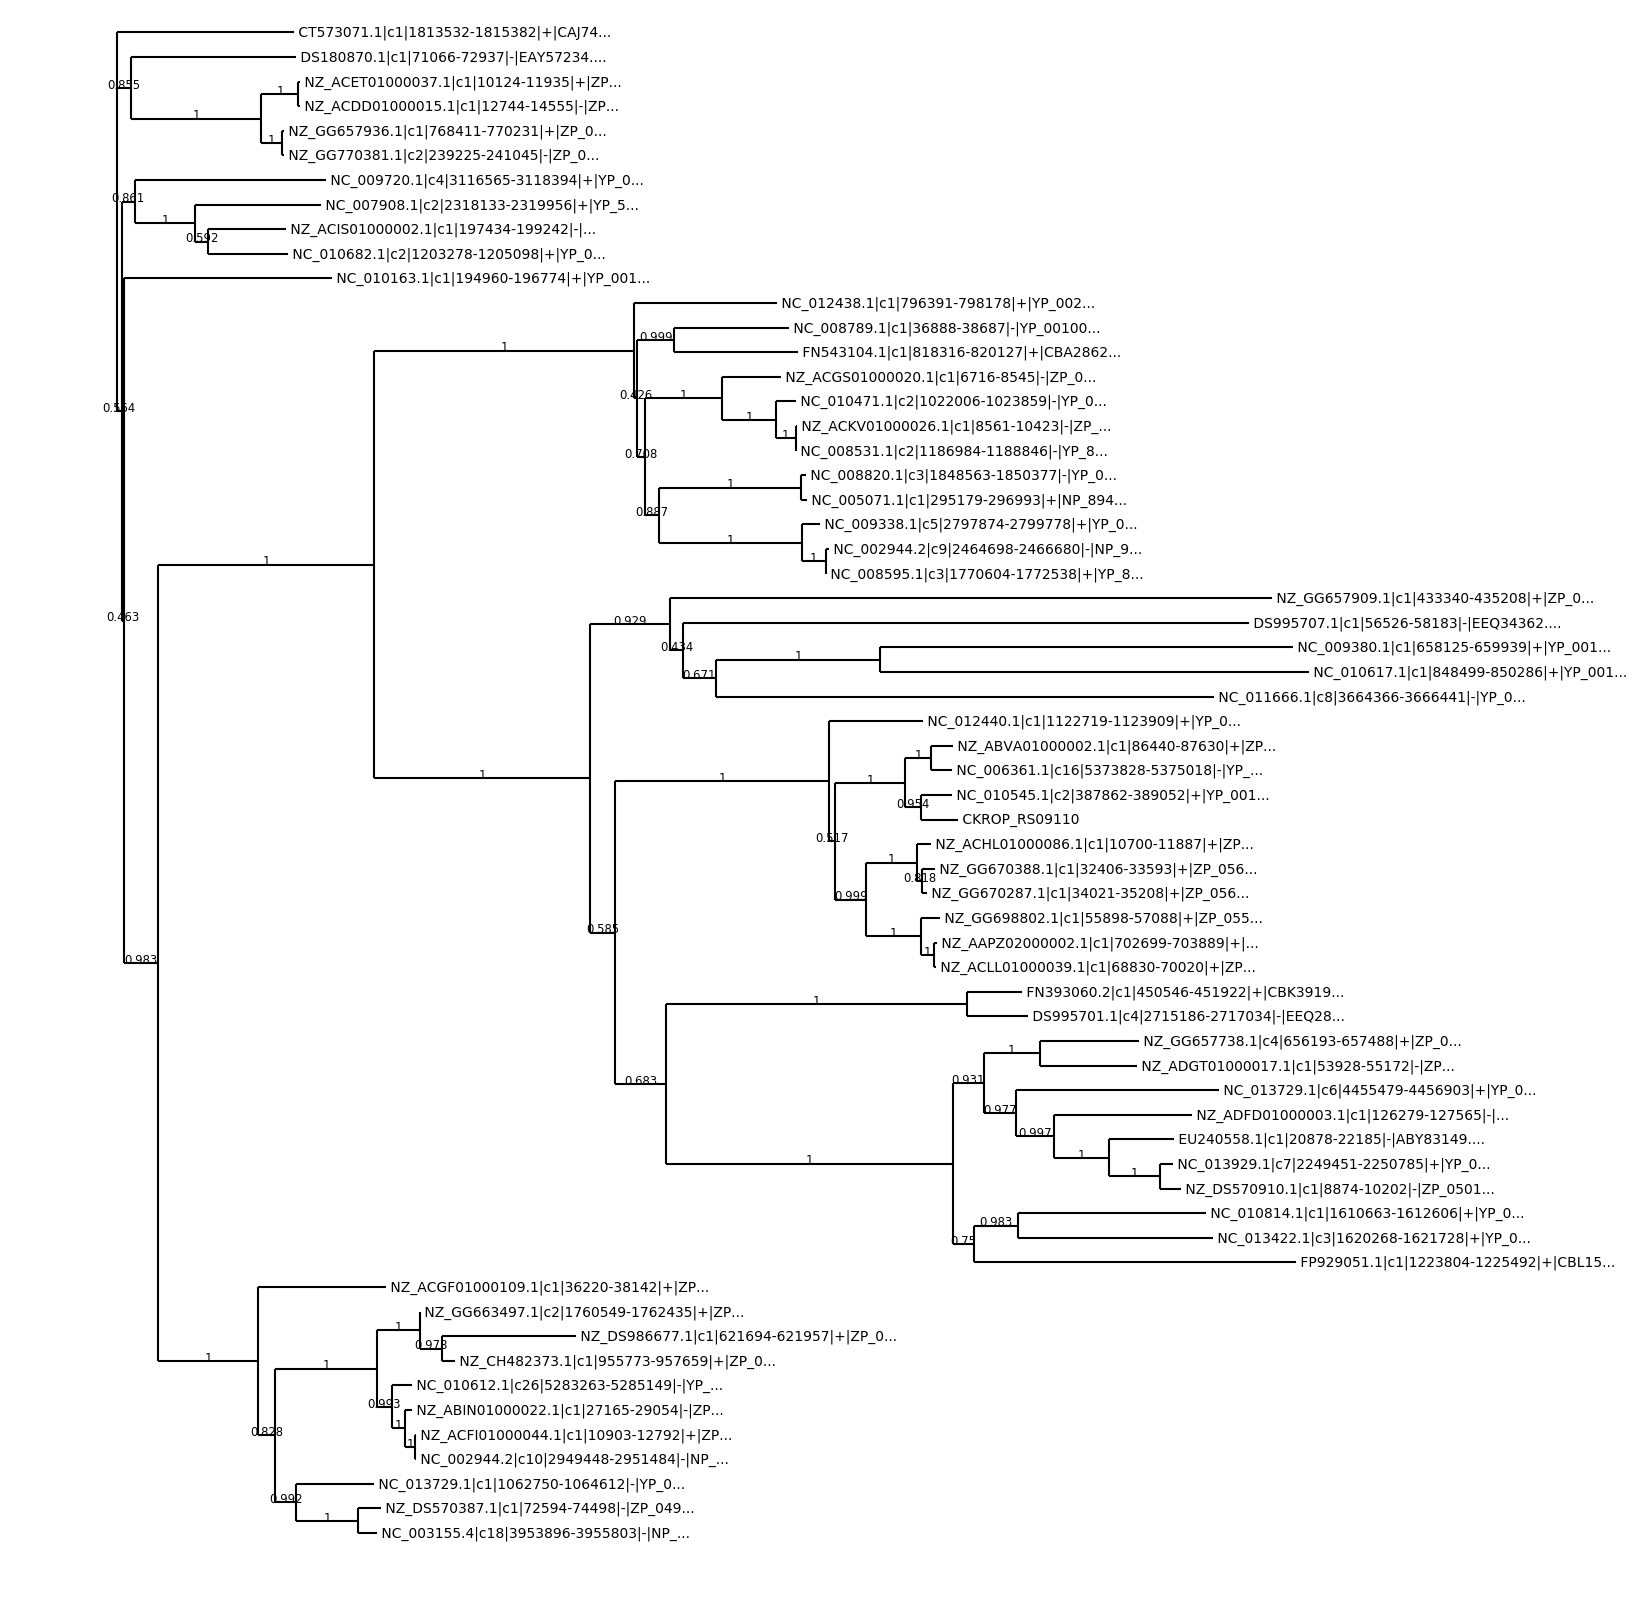 CT573071.1|c1|1813532-1815382|+|CAJ74...
DS180870.1|c1|71066-72937|-|EAY57234....
0.855
NZ_ACET01000037.1|c1|10124-11935|+|ZP...
1
NZ_ACDD01000015.1|c1|12744-14555|-|ZP...
1
NZ_GG657936.1|c1|768411-770231|+|ZP_0...
1
NZ_GG770381.1|c2|239225-241045|-|ZP_0...
NC_009720.1|c4|3116565-3118394|+|YP_0...
0.861
NC_007908.1|c2|2318133-2319956|+|YP_5...
1
NZ_ACIS01000002.1|c1|197434-199242|-|...
0.592
NC_010682.1|c2|1203278-1205098|+|YP_0...
NC_010163.1|c1|194960-196774|+|YP_001...
NC_012438.1|c1|796391-798178|+|YP_002...
NC_008789.1|c1|36888-38687|-|YP_00100...
0.999
1
FN543104.1|c1|818316-820127|+|CBA2862...
NZ_ACGS01000020.1|c1|6716-8545|-|ZP_0...
0.426
1
NC_010471.1|c2|1022006-1023859|-|YP_0...
0.554
1
NZ_ACKV01000026.1|c1|8561-10423|-|ZP_...
1
NC_008531.1|c2|1186984-1188846|-|YP_8...
0.708
NC_008820.1|c3|1848563-1850377|-|YP_0...
1
NC_005071.1|c1|295179-296993|+|NP_894...
0.887
NC_009338.1|c5|2797874-2799778|+|YP_0...
1
NC_002944.2|c9|2464698-2466680|-|NP_9...
1
1
NC_008595.1|c3|1770604-1772538|+|YP_8...
NZ_GG657909.1|c1|433340-435208|+|ZP_0...
0.463
0.929
DS995707.1|c1|56526-58183|-|EEQ34362....
0.434
NC_009380.1|c1|658125-659939|+|YP_001...
1
NC_010617.1|c1|848499-850286|+|YP_001...
0.671
NC_011666.1|c8|3664366-3666441|-|YP_0...
NC_012440.1|c1|1122719-1123909|+|YP_0...
NZ_ABVA01000002.1|c1|86440-87630|+|ZP...
1
NC_006361.1|c16|5373828-5375018|-|YP_...
1
1
1
NC_010545.1|c2|387862-389052|+|YP_001...
0.954
CKROP_RS09110
0.517
NZ_ACHL01000086.1|c1|10700-11887|+|ZP...
1
NZ_GG670388.1|c1|32406-33593|+|ZP_056...
0.818
NZ_GG670287.1|c1|34021-35208|+|ZP_056...
0.999
NZ_GG698802.1|c1|55898-57088|+|ZP_055...
0.585
1
NZ_AAPZ02000002.1|c1|702699-703889|+|...
1
0.983
NZ_ACLL01000039.1|c1|68830-70020|+|ZP...
FN393060.2|c1|450546-451922|+|CBK3919...
1
DS995701.1|c4|2715186-2717034|-|EEQ28...
NZ_GG657738.1|c4|656193-657488|+|ZP_0...
1
NZ_ADGT01000017.1|c1|53928-55172|-|ZP...
0.683
0.931
NC_013729.1|c6|4455479-4456903|+|YP_0...
0.977
NZ_ADFD01000003.1|c1|126279-127565|-|...
0.997
EU240558.1|c1|20878-22185|-|ABY83149....
1
1
NC_013929.1|c7|2249451-2250785|+|YP_0...
1
NZ_DS570910.1|c1|8874-10202|-|ZP_0501...
NC_010814.1|c1|1610663-1612606|+|YP_0...
0.983
NC_013422.1|c3|1620268-1621728|+|YP_0...
0.75
FP929051.1|c1|1223804-1225492|+|CBL15...
NZ_ACGF01000109.1|c1|36220-38142|+|ZP...
NZ_GG663497.1|c2|1760549-1762435|+|ZP...
1
NZ_DS986677.1|c1|621694-621957|+|ZP_0...
0.973
NZ_CH482373.1|c1|955773-957659|+|ZP_0...
1
1
NC_010612.1|c26|5283263-5285149|-|YP_...
0.993
NZ_ABIN01000022.1|c1|27165-29054|-|ZP...
1
NZ_ACFI01000044.1|c1|10903-12792|+|ZP...
0.828
1
NC_002944.2|c10|2949448-2951484|-|NP_...
NC_013729.1|c1|1062750-1064612|-|YP_0...
0.992
NZ_DS570387.1|c1|72594-74498|-|ZP_049...
1
NC_003155.4|c18|3953896-3955803|-|NP_...